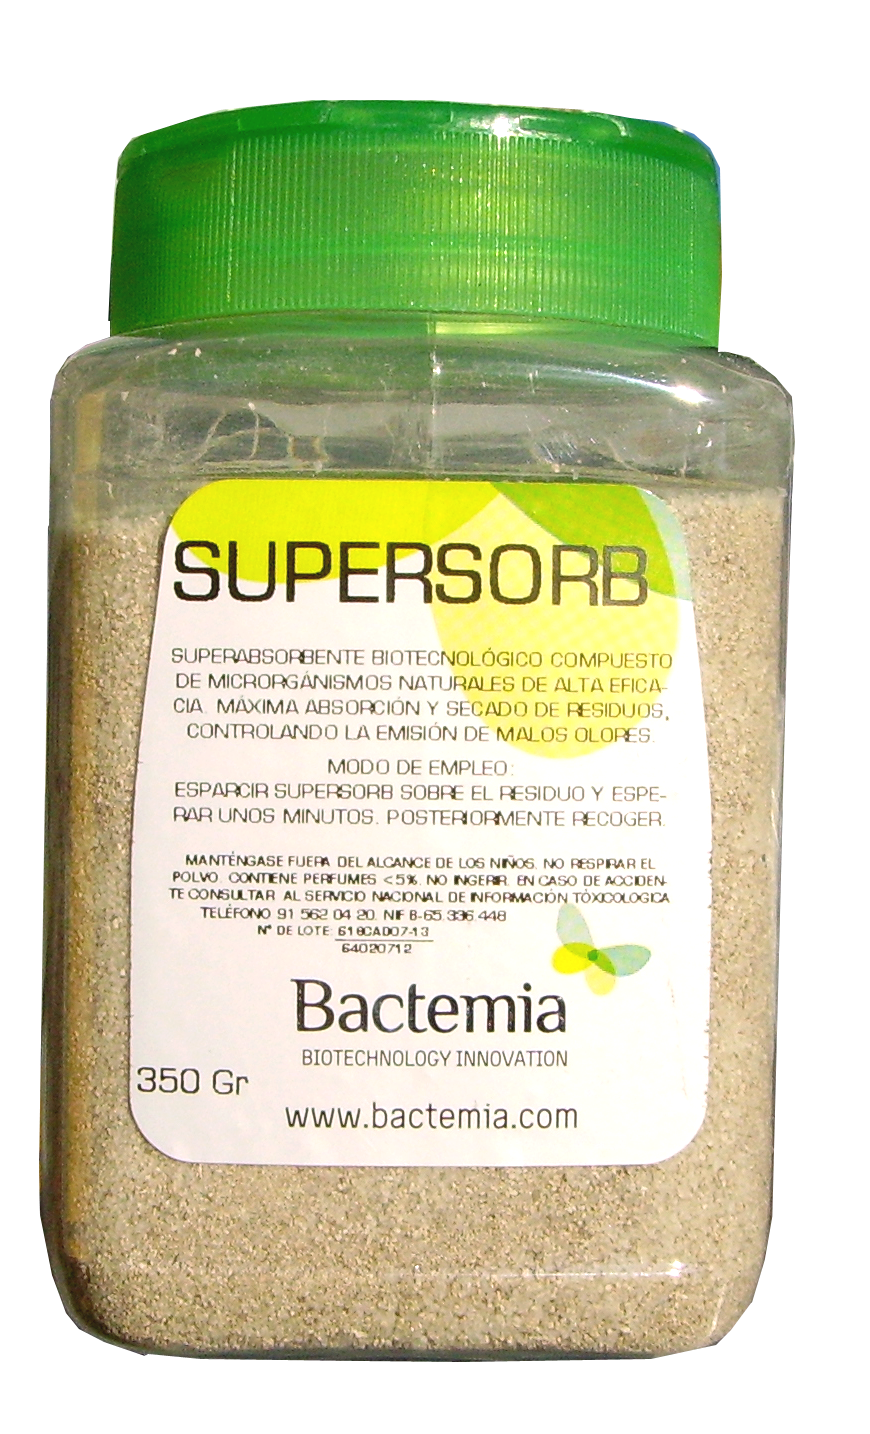 SUPERSORB
SUPERABSORBENTE BIOTECNOLÓGICO COMPUESTO
DE MICRORGÁNISMOS NATURALES DE ALTA EFICA-
CIA. MÁXIMA ABSORCIÓN Y SECADO DE RESIDUOS,
CONTROLANDO LA EMISIÓN DE MALOS OLORES.
MODO DE EMPLEO:
ESPARCIR SUPERSORB SOBRE EL RESIDUO Y ESPE-
RAR UNOS MINUTOS. POSTERIORMENTE RECOGER.
MANTÉNGASE FUERA DEL ALCANCE DE LOS NIÑOS. NO RESPIRAR EL
POLVO. CONTIENE PERFUMES <5%. NO INGERIR. EN CASO DE ACCIDEN-
TE CONSULTAR AL SERVICIO NACIONAL DE INFORMACIÓN TÓXICOLOGICA
TELÉFONO 91 562 04 20. NIF B-65 336 448
Nº DE LOTE: 618CAD07-13
64020712
Bactemia
BIOTECHNOLOGY INNOVATION
350 Gr
www.bactemia.com